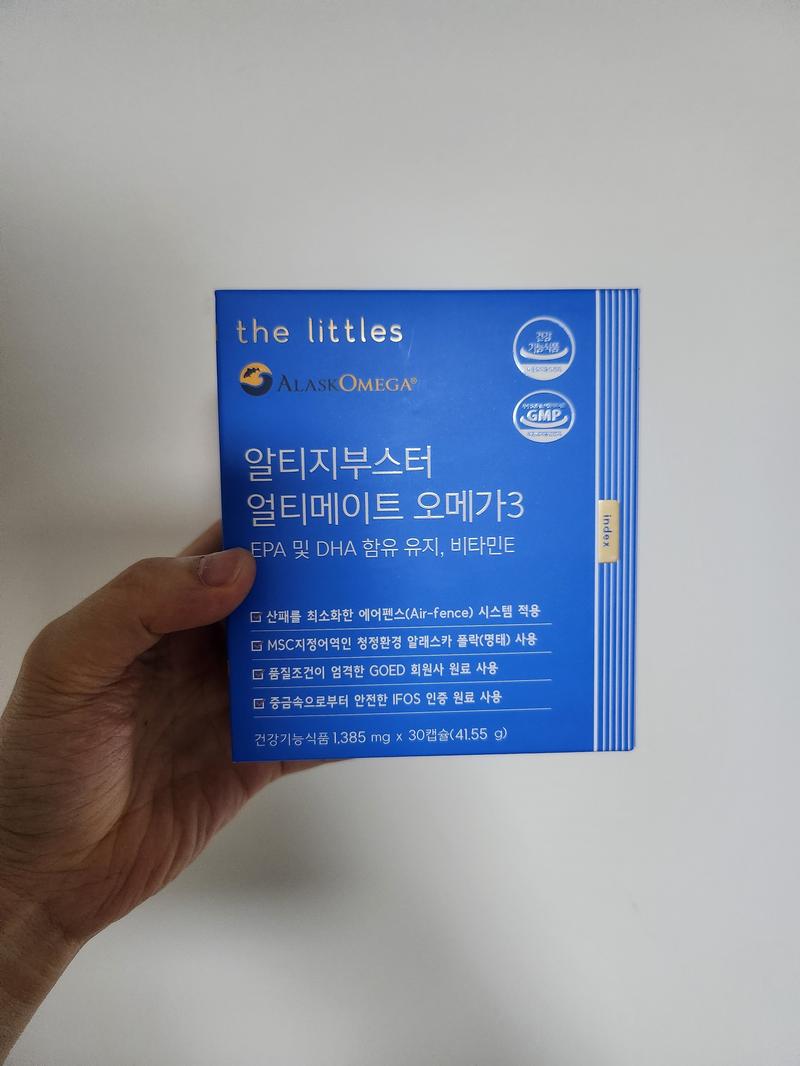 the littles
ALASKOMEGA®
건강
기능식품
GMP
알티지부스터
얼티메이트 오메가3
EPA 및 DHA 함유 유지, 비타민E
index
산패를 최소화한 에어펜스(Air-fence) 시스템 적용
MSC지정어역인 청정환경 알래스카 폴락(명태) 사용
품질조건이 엄격한 GOED 회원사 원료 사용
중금속으로부터 안전한 IFOS 인증 원료 사용
건강기능식품 1,385 mg x 30캡슐(41.55 g)